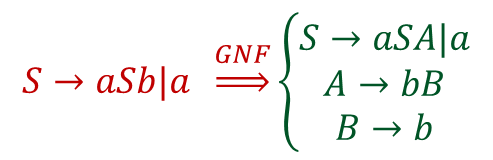 S → aSb|a GNF ⟹ { S → aSA|a
A → bB
B → b